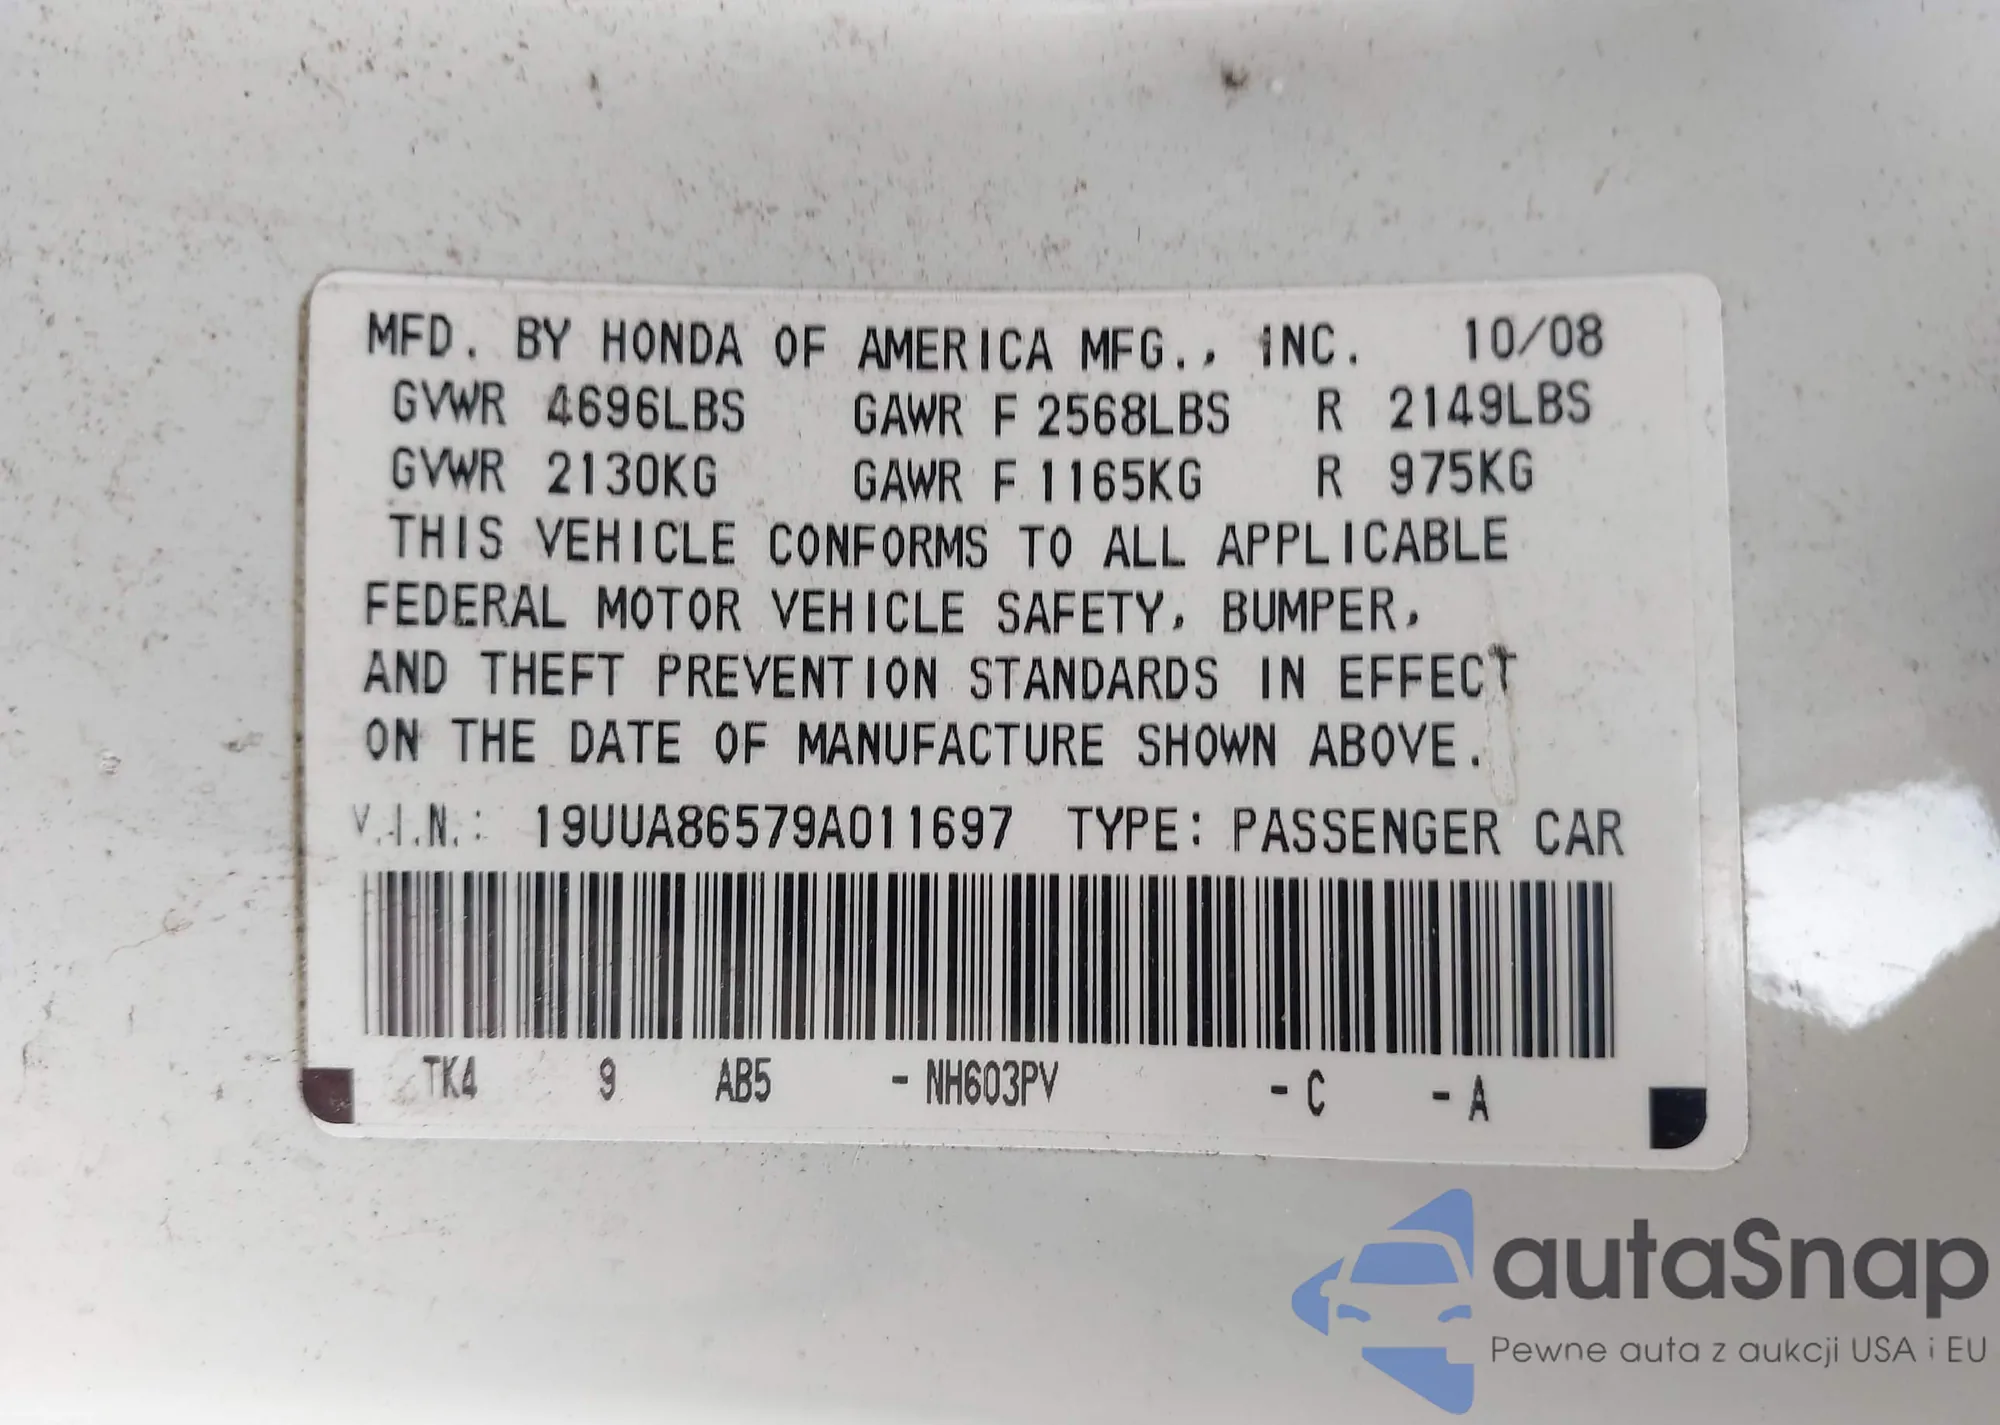 MFD. BY HONDA OF AMERICA MFG., INC. 10/08
GVWR 4696LBS GAWR F 2568LBS R 2149LBS
GVWR 2130KG GAWR F 1165KG R 975KG
THIS VEHICLE CONFORMS TO ALL APPLICABLE
FEDERAL MOTOR VEHICLE SAFETY, BUMPER,
AND THEFT PREVENTION STANDARDS IN EFFECT
ON THE DATE OF MANUFACTURE SHOWN ABOVE.
V.I.N.: 19UUA86579A011697 TYPE: PASSENGER CAR
TK4 9 AB5 - NH603PV - C - A
autaSnap
Pewne auta z aukcji USA i EU